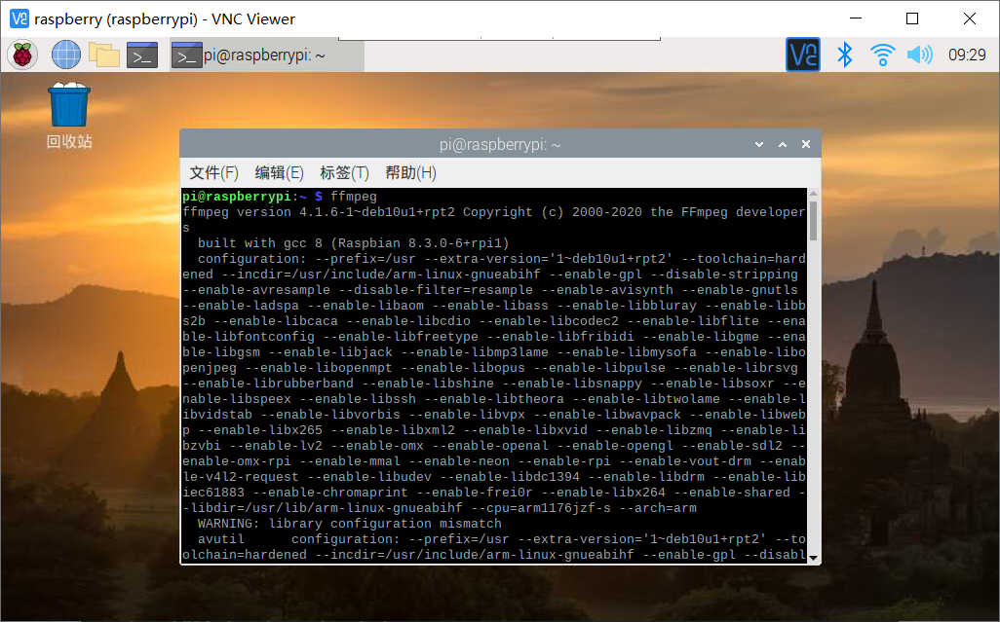 raspberry (raspberrypi) - VNC Viewer
pi@raspberrypi: ~
09:29
回收站
pi@raspberrypi: ~
文件(F) 编辑(E) 标签(T) 帮助(H)
pi@raspberrypi:~ $ ffmpeg
ffmpeg version 4.1.6-1~deb10u1+rpt2 Copyright (c) 2000-2020 the FFmpeg developer
s
built with gcc 8 (Raspbian 8.3.0-6+rpi1)
configuration: --prefix=/usr --extra-version='1~deb10u1+rpt2' --toolchain=hard
ened --incdir=/usr/include/arm-linux-gnueabihf --enable-gpl --disable-stripping
--enable-avresample --disable-filter=resample --enable-avisynth --enable-gnutls
--enable-ladspa --enable-libaom --enable-libass --enable-libbluray --enable-libb
s2b --enable-libcaca --enable-libcdio --enable-libcodec2 --enable-libflite --ena
ble-libfontconfig --enable-libfreetype --enable-libfribidi --enable-libgme --ena
ble-libgsm --enable-libjack --enable-libmp3lame --enable-libmysofa --enable-libo
penjpeg --enable-libopenmpt --enable-libopus --enable-libpulse --enable-librsvg
--enable-librubberband --enable-libshine --enable-libsnappy --enable-libsoxr --e
nable-libspeex --enable-libssh --enable-libtheora --enable-libtwolame --enable-l
ibvidstab --enable-libvorbis --enable-libvpx --enable-libwavpack --enable-libweb
p --enable-libx265 --enable-libxml2 --enable-libxvid --enable-libzmq --enable-li
bzvbi --enable-lv2 --enable-omx --enable-openal --enable-opengl --enable-sdl2 --
enable-omx-rpi --enable-mmal --enable-neon --enable-rpi --enable-vout-drm --enab
le-v4l2-request --enable-libudev --enable-libdc1394 --enable-libdrm --enable-lib
iec61883 --enable-chromaprint --enable-frei0r --enable-libx264 --enable-shared -
-libdir=/usr/lib/arm-linux-gnueabihf --cpu=arm1176jzf-s --arch=arm
WARNING: library configuration mismatch
avutil      configuration: --prefix=/usr --extra-version='1~deb10u1+rpt2' --to
olchain=hardened --incdir=/usr/include/arm-linux-gnueabihf --enable-gpl --disabl